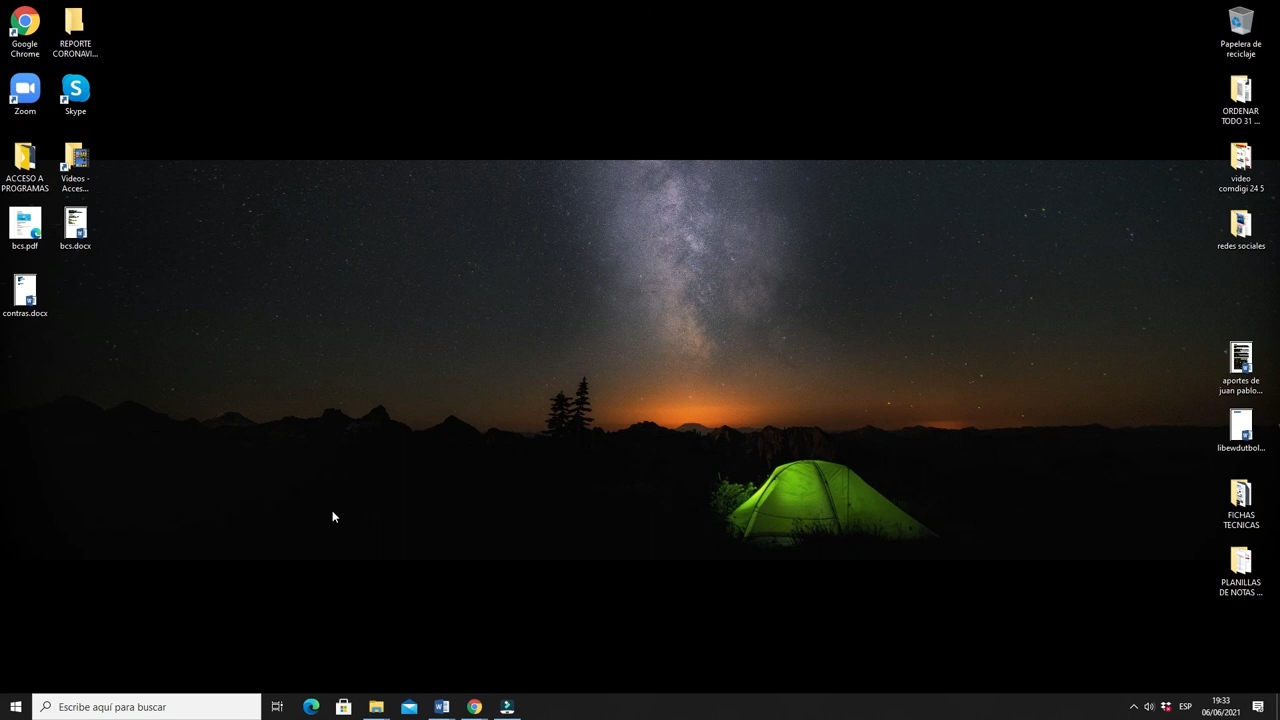 Google
Chrome
REPORTE
CORONAVI...
Zoom
Skype
ACCESO A
PROGRAMAS
Videos -
Acces...
bcs.pdf
bcs.docx
contras.docx
Papelera de
reciclaje
ORDENAR
TODO 31 ...
video
comdigi 24 5
redes sociales
aportes de
juan pablo...
libewdutbol...
FICHAS
TECNICAS
PLANILLAS
DE NOTAS ...
Escribe aquí para buscar
ESP
19:33
06/06/2021